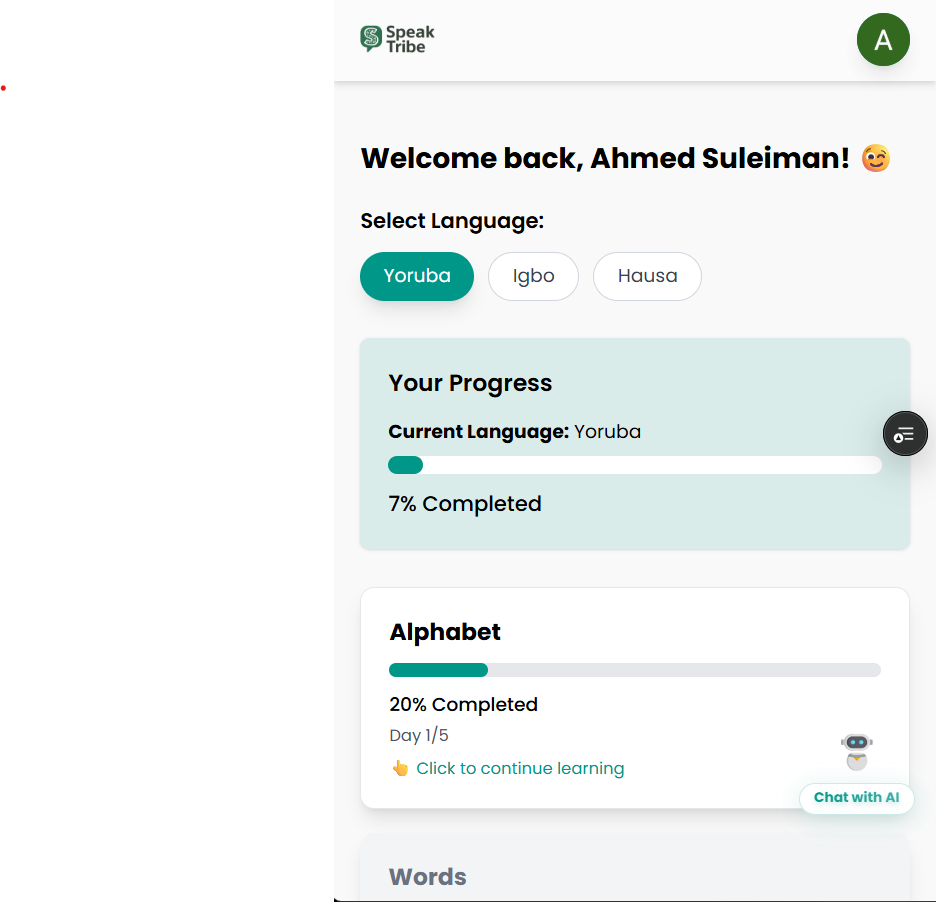 Speak
Tribe
A
Welcome back, Ahmed Suleiman! 😉
Select Language:
Yoruba
Igbo
Hausa
Your Progress
Current Language: Yoruba
7% Completed
Alphabet
20% Completed
Day 1/5
👆 Click to continue learning
Chat with AI
Words